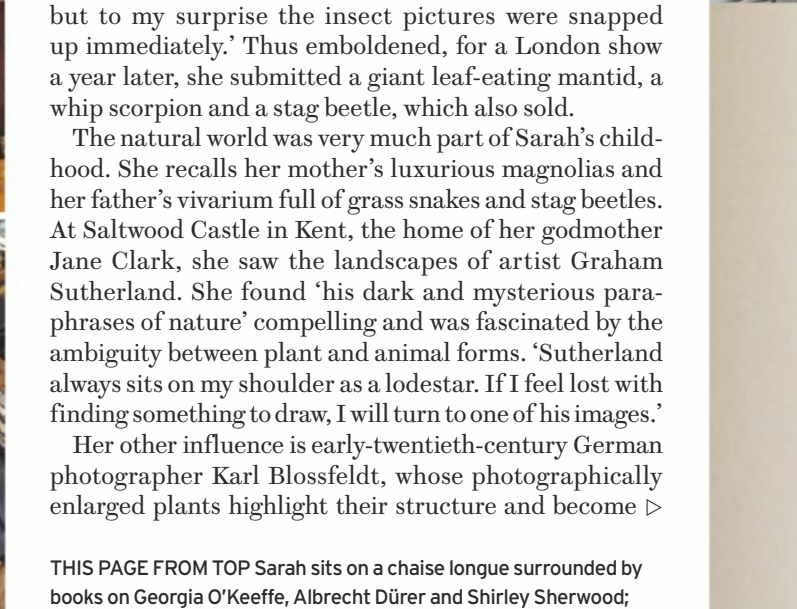 but to my surprise the insect pictures were snapped
up immediately.’ Thus emboldened, for a London show
a year later, she submitted a giant leaf-eating mantid, a
whip scorpion and a stag beetle, which also sold.
The natural world was very much part of Sarah’s child-
hood. She recalls her mother’s luxurious magnolias and
her father’s vivarium full of grass snakes and stag beetles.
At Saltwood Castle in Kent, the home of her godmother
Jane Clark, she saw the landscapes of artist Graham
Sutherland. She found ‘his dark and mysterious para-
phrases of nature’ compelling and was fascinated by the
ambiguity between plant and animal forms. ‘Sutherland
always sits on my shoulder as a lodestar. If I feel lost with
finding something to draw, I will turn to one of his images.’
Her other influence is early-twentieth-century German
photographer Karl Blossfeldt, whose photographically
enlarged plants highlight their structure and become ▷
THIS PAGE FROM TOP Sarah sits on a chaise longue surrounded by
books on Georgia O’Keeffe, Albrecht Dürer and Shirley Sherwood;